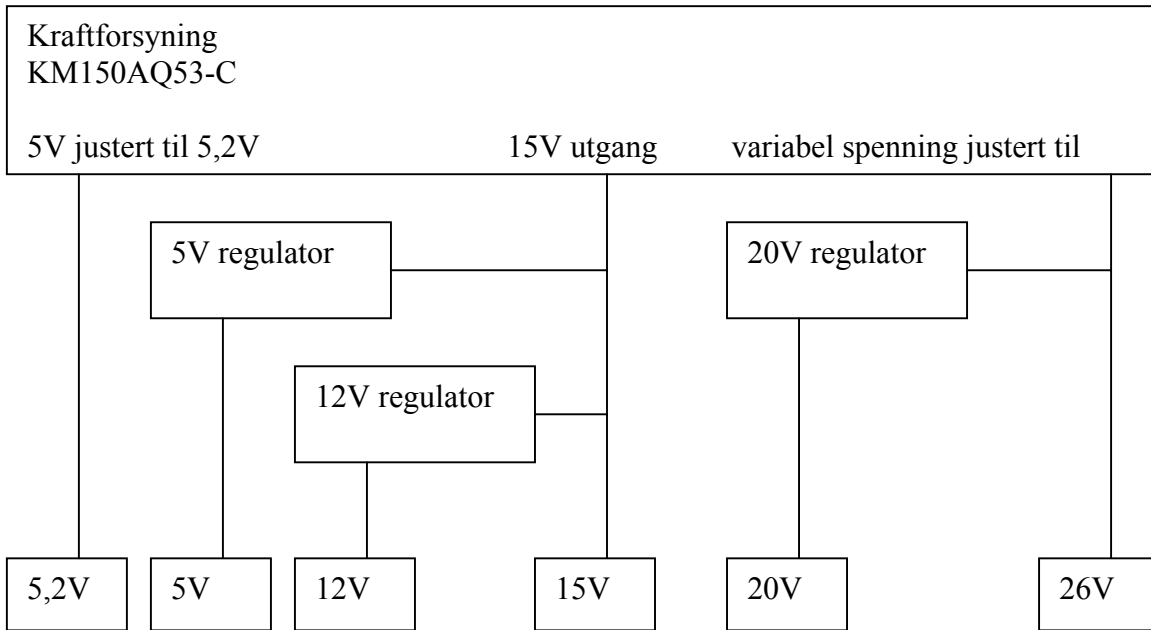 Kraftforsyning
KM150AQ53-C
5V justert til 5,2V 15V utgang variabel spenning justert til
5V regulator 20V regulator
12V regulator
5,2V 5V 12V 15V 20V 26V